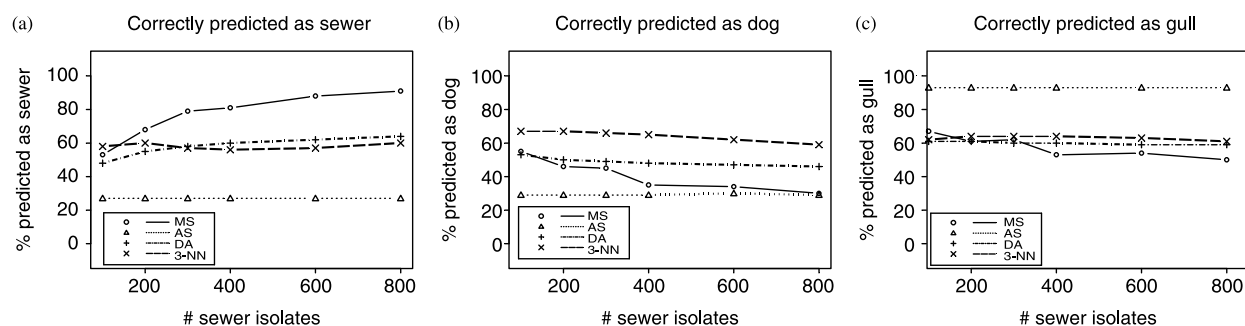 (a)
Correctly predicted as sewer
% predicted as sewer
100
80
60
40
20
0
MS
AS
DA
3-NN
200
400
600
800
# sewer isolates
(b)
Correctly predicted as dog
% predicted as dog
100
80
60
40
20
0
MS
AS
DA
3-NN
200
400
600
800
# sewer isolates
(c)
Correctly predicted as gull
% predicted as gull
100
80
60
40
20
0
MS
AS
DA
3-NN
200
400
600
800
# sewer isolates